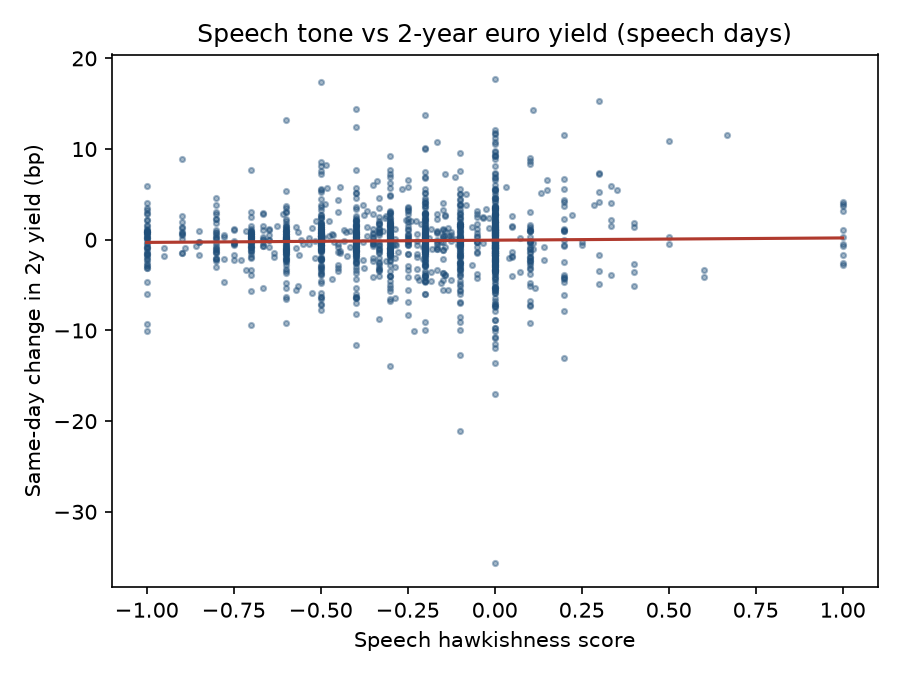 Speech tone vs 2-year euro yield (speech days)
Same-day change in 2y yield (bp)
20
10
0
−10
−20
−30
−1.00 −0.75 −0.50 −0.25 0.00 0.25 0.50 0.75 1.00
Speech hawkishness score